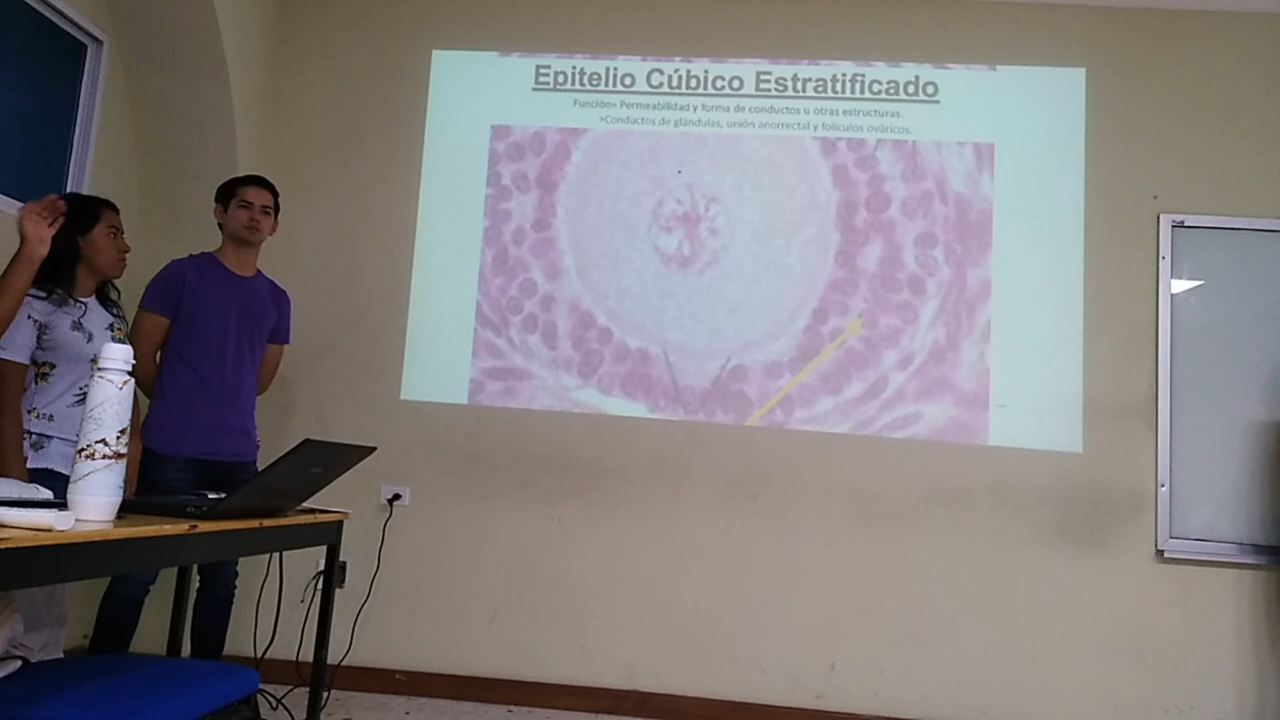 Epitelio Cúbico Estratificado
Función= Permeabilidad y forma de conductos u otras estructuras.
>Conductos de glándulas, unión anorrectal y folículos ováricos.